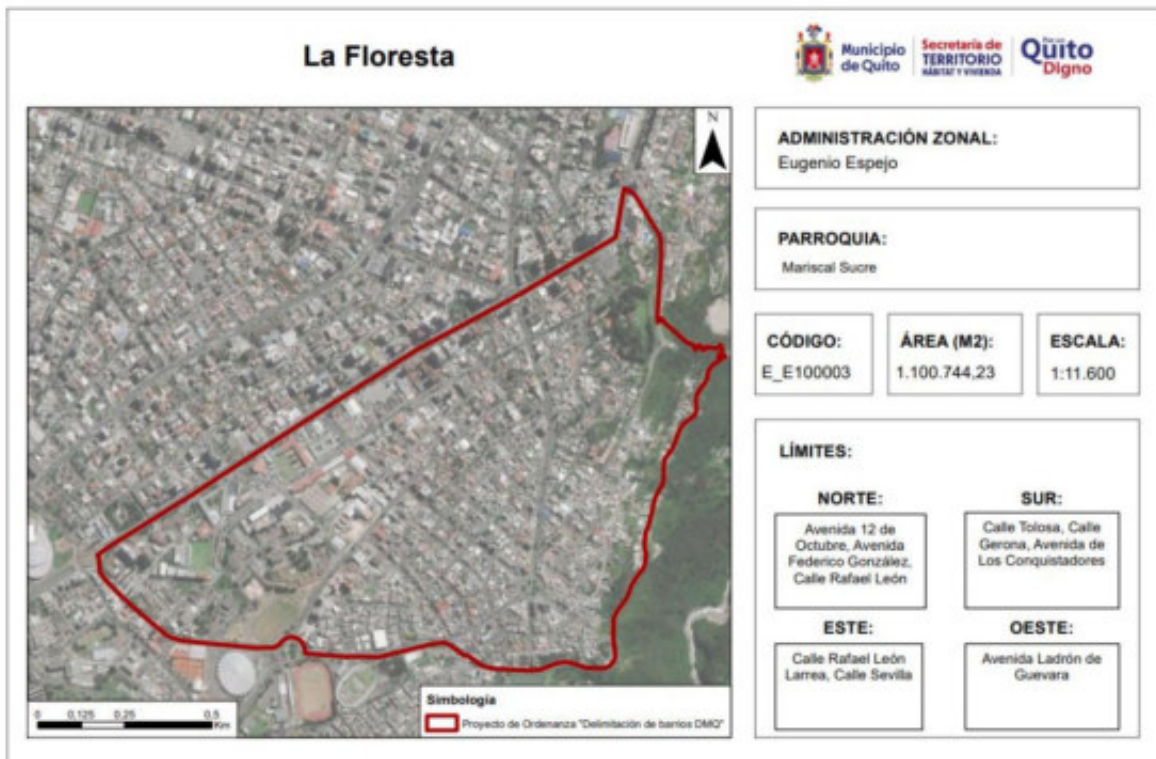 La Floresta
Municipio
de Quito
Secretaría de
TERRITORIO
HÁBITAT Y VIVIENDA
Quito
Digno
N
ADMINISTRACIÓN ZONAL:
Eugenio Espejo
PARROQUIA:
Mariscal Sucre
CÓDIGO:
E_E100003
ÁREA (M2):
1.100.744,23
ESCALA:
1:11.600
LÍMITES:
NORTE:
Avenida 12 de
Octubre, Avenida
Federico González,
Calle Rafael León
SUR:
Calle Tolosa, Calle
Gerona, Avenida de
Los Conquistadores
ESTE:
Calle Rafael León
Larrea, Calle Sevilla
OESTE:
Avenida Ladrón de
Guevara
Simbología
Proyecto de Ordenanza "Delimitación de barrios DMQ"
0 0,125 0,25 0,5
Km